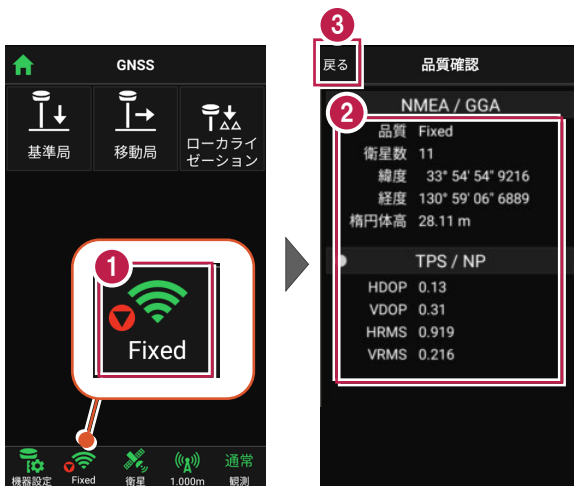 GNSS
基準局
移動局
ローカライ
ゼーション
1
Fixed
機器設定
Fixed
衛星
1.000m
通常
観測
3
戻る
品質確認
2
NMEA / GGA
品質 Fixed
衛星数 11
緯度 33° 54' 54" 9216
経度 130° 59' 06" 6889
楕円体高 28.11 m
TPS / NP
HDOP 0.13
VDOP 0.31
HRMS 0.919
VRMS 0.216